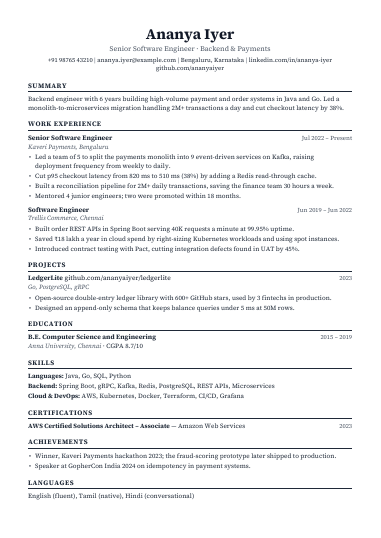 Ananya Iyer
Senior Software Engineer · Backend & Payments
+91 98765 43210 | ananya.iyer@example.com | Bengaluru, Karnataka | linkedin.com/in/ananya-iyer
github.com/ananyaiyer
SUMMARY
Backend engineer with 6 years building high-volume payment and order systems in Java and Go. Led a
monolith-to-microservices migration handling 2M+ transactions a day and cut checkout latency by 38%.
WORK EXPERIENCE
Senior Software Engineer Jul 2022 – Present
Kaveri Payments, Bengaluru
• Led a team of 5 to split the payments monolith into 9 event-driven services on Kafka, raising
deployment frequency from weekly to daily.
• Cut p95 checkout latency from 820 ms to 510 ms (38%) by adding a Redis read-through cache.
• Built a reconciliation pipeline for 2M+ daily transactions, saving the finance team 30 hours a week.
• Mentored 4 junior engineers; two were promoted within 18 months.
Software Engineer Jun 2019 – Jun 2022
Trellis Commerce, Chennai
• Built order REST APIs in Spring Boot serving 40K requests a minute at 99.95% uptime.
• Saved ₹18 lakh a year in cloud spend by right-sizing Kubernetes workloads and using spot instances.
• Introduced contract testing with Pact, cutting integration defects found in UAT by 45%.
PROJECTS
LedgerLite github.com/ananyaiyer/ledgerlite 2023
Go, PostgreSQL, gRPC
• Open-source double-entry ledger library with 600+ GitHub stars, used by 3 fintechs in production.
• Designed an append-only schema that keeps balance queries under 5 ms at 50M rows.
EDUCATION
B.E. Computer Science and Engineering 2015 – 2019
Anna University, Chennai · CGPA 8.7/10
SKILLS
Languages: Java, Go, SQL, Python
Backend: Spring Boot, gRPC, Kafka, Redis, PostgreSQL, REST APIs, Microservices
Cloud & DevOps: AWS, Kubernetes, Docker, Terraform, CI/CD, Grafana
CERTIFICATIONS
AWS Certified Solutions Architect – Associate — Amazon Web Services 2023
ACHIEVEMENTS
• Winner, Kaveri Payments hackathon 2023; the fraud-scoring prototype later shipped to production.
• Speaker at GopherCon India 2024 on idempotency in payment systems.
LANGUAGES
English (fluent), Tamil (native), Hindi (conversational)